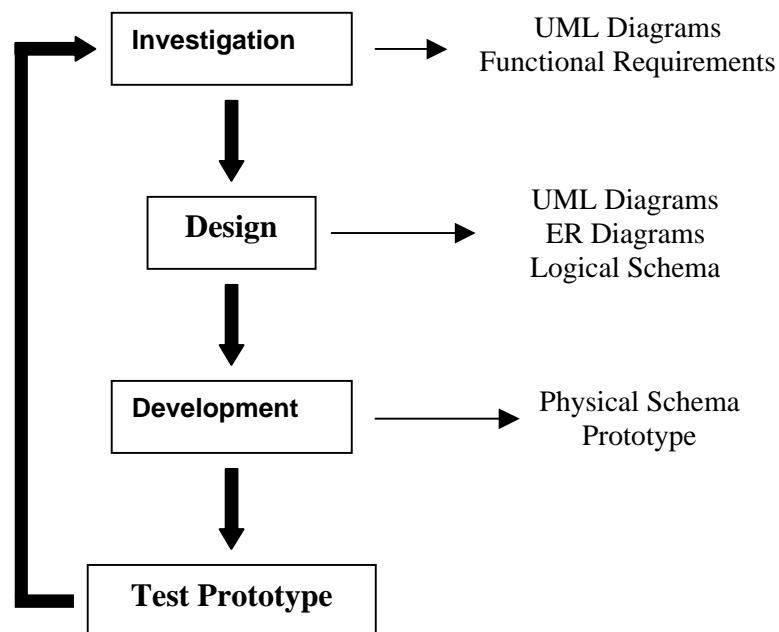 Investigation
UML Diagrams
Functional Requirements
Design
UML Diagrams
ER Diagrams
Logical Schema
Development
Physical Schema
Prototype
Test Prototype